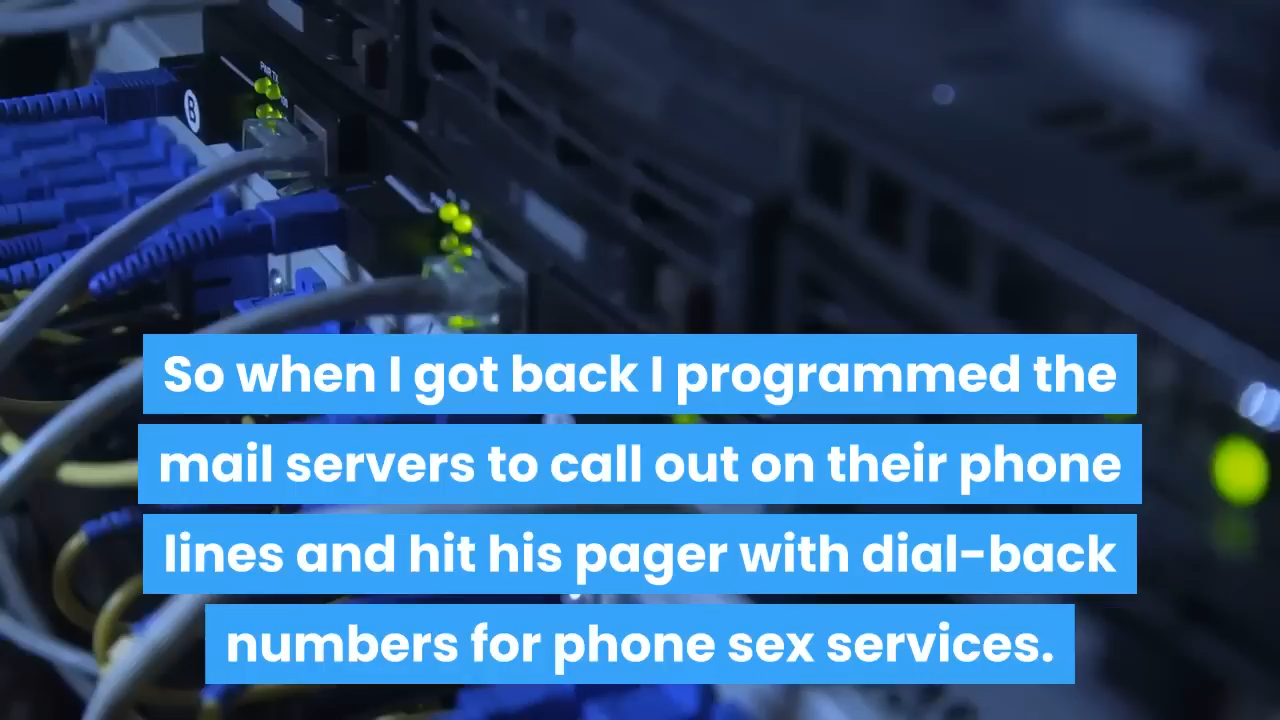 So when I got back I programmed the
mail servers to call out on their phone
lines and hit his pager with dial-back
numbers for phone sex services.